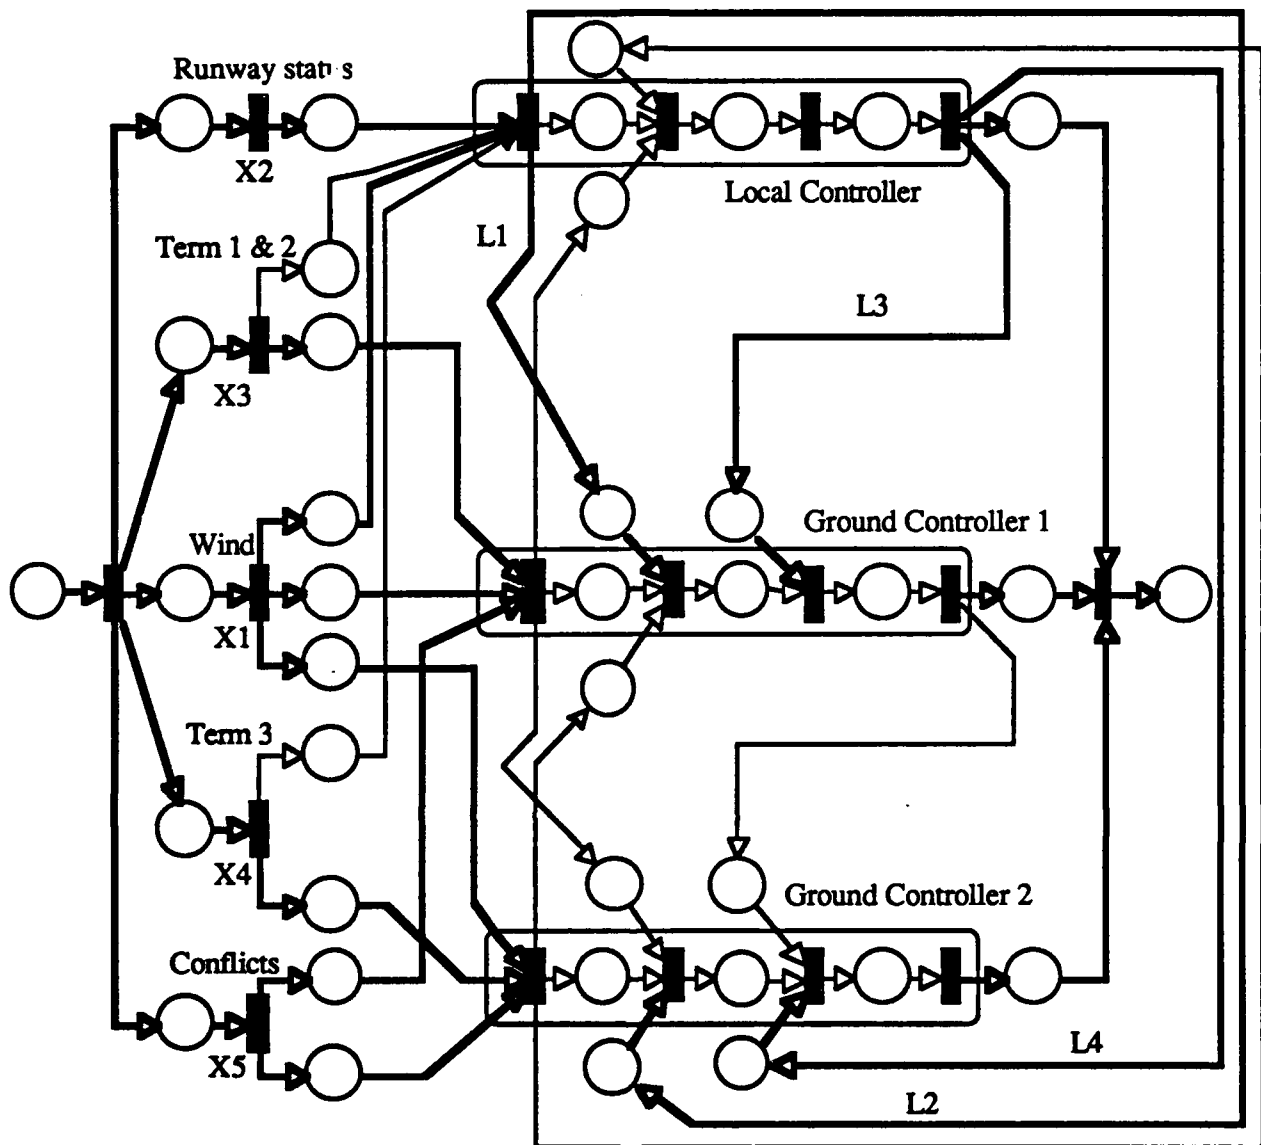 Runway status
X2
Local Controller
Term 1 & 2
L1
L3
X3
Ground Controller 1
Wind
X1
Term 3
X4
Ground Controller 2
Conflicts
X5
L4
L2